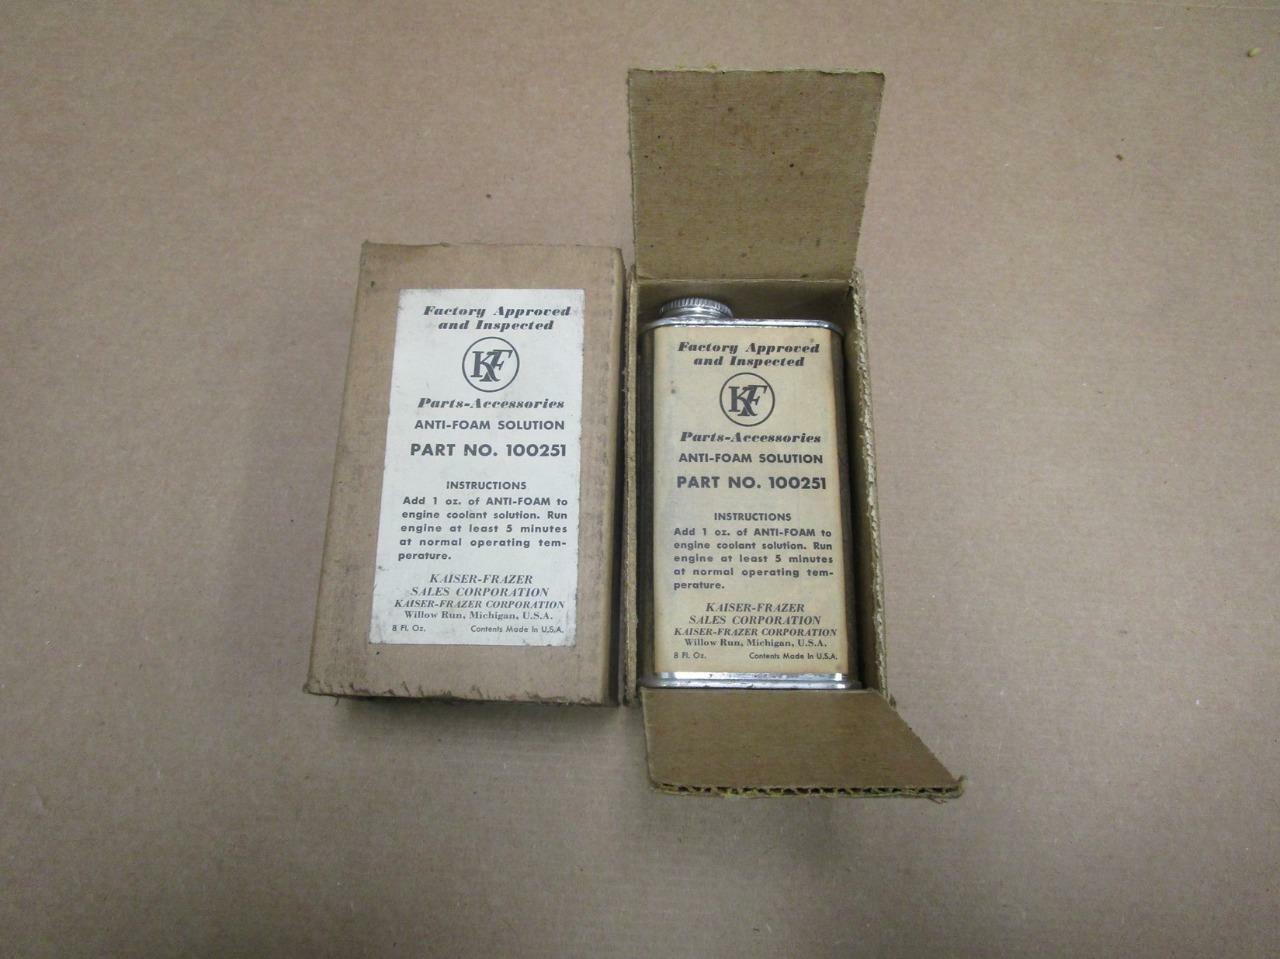 Factory Approved
and Inspected
KF
Parts-Accessories
ANTI-FOAM SOLUTION
PART NO. 100251
INSTRUCTIONS
Add 1 oz. of ANTI-FOAM to
engine coolant solution. Run
engine at least 5 minutes
at normal operating tem-
perature.
KAISER-FRAZER
SALES CORPORATION
KAISER-FRAZER CORPORATION
Willow Run, Michigan, U.S.A.
8 Fl. Oz. Contents Made In U.S.A.
Factory Approved
and Inspected
KF
Parts-Accessories
ANTI-FOAM SOLUTION
PART NO. 100251
INSTRUCTIONS
Add 1 oz. of ANTI-FOAM to
engine coolant solution. Run
engine at least 5 minutes
at normal operating tem-
perature.
KAISER-FRAZER
SALES CORPORATION
KAISER-FRAZER CORPORATION
Willow Run, Michigan, U.S.A.
8 Fl. Oz. Contents Made In U.S.A.